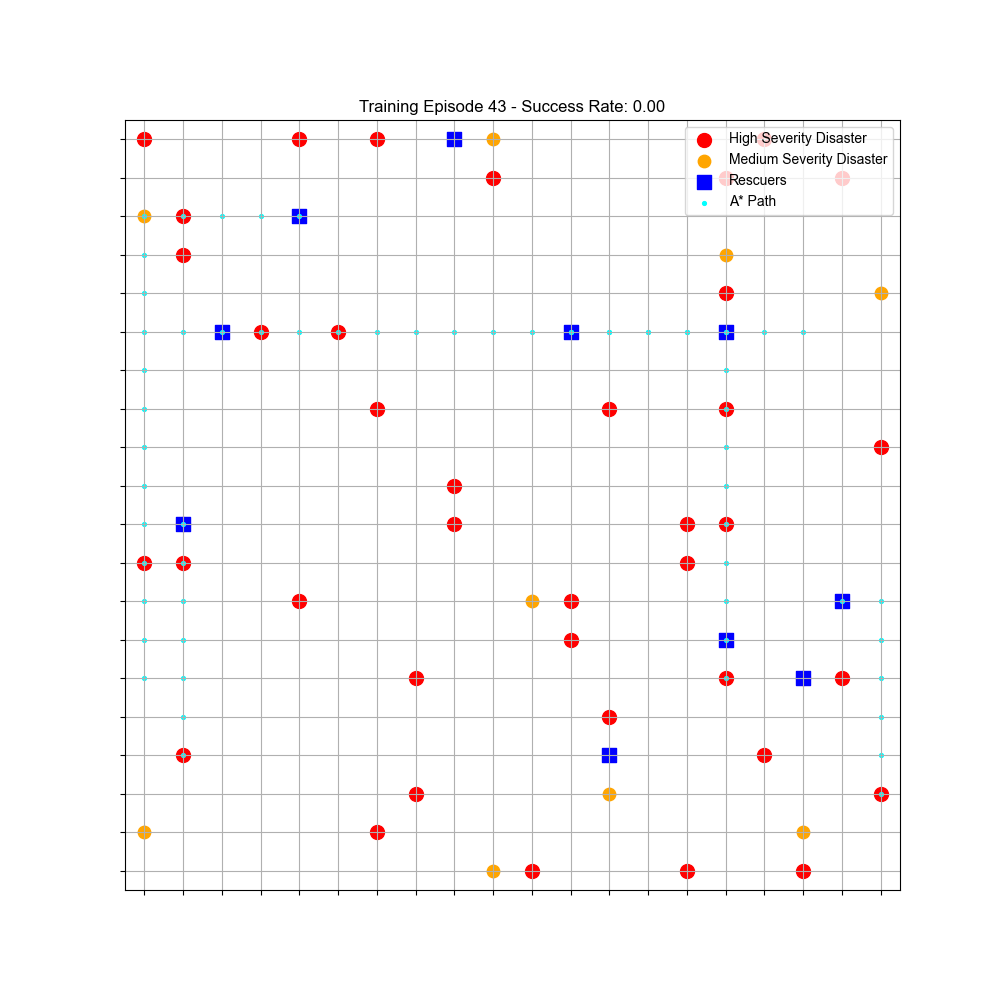 Training Episode 43 - Success Rate: 0.00
High Severity Disaster
Medium Severity Disaster
Rescuers
A* Path